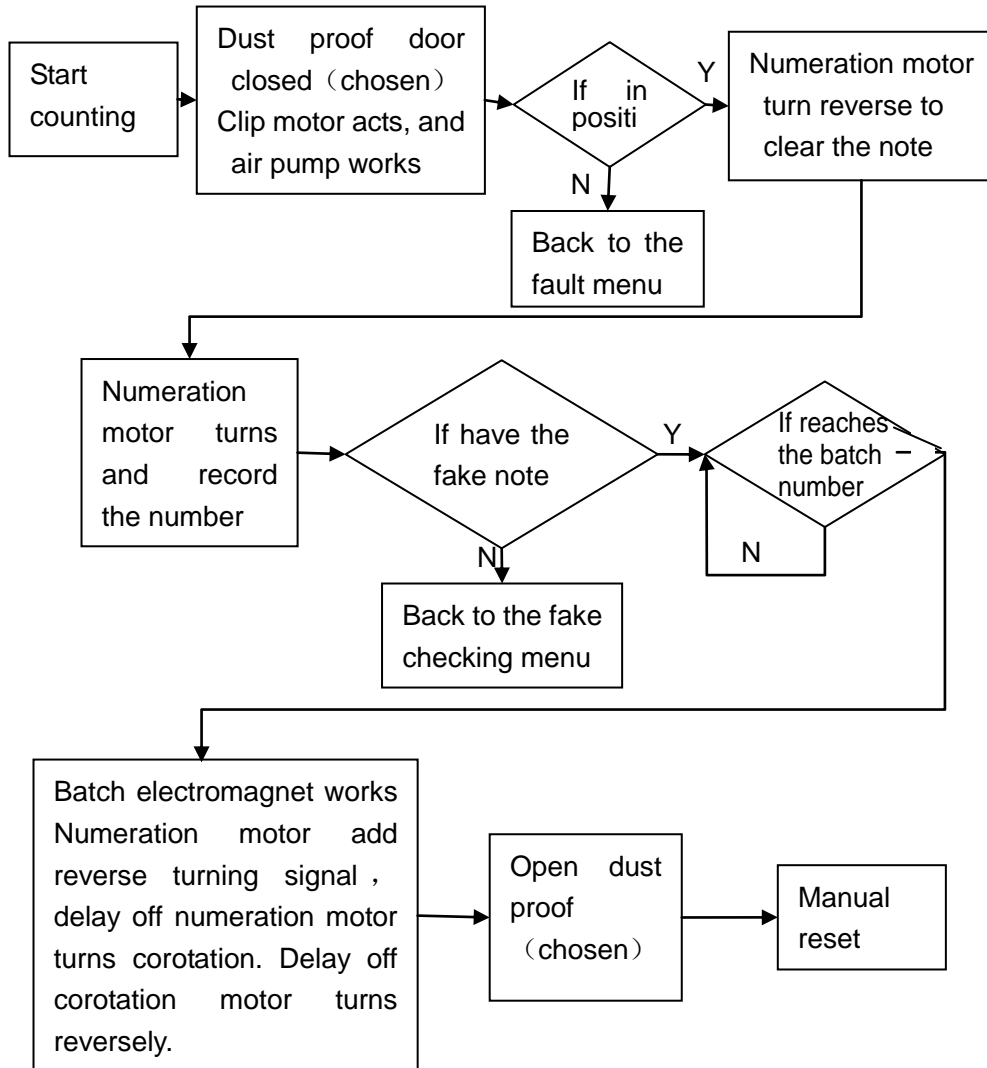 Start
counting
Dust proof door
closed（chosen）
Clip motor acts, and
air pump works
If in
positi
Y
N
Numeration motor
turn reverse to
clear the note
Back to the
fault menu
Numeration
motor turns
and record
the number
If have the
fake note
Y
N
If reaches
the batch
number
N
Back to the fake
checking menu
Batch electromagnet works
Numeration motor add
reverse turning signal，
delay off numeration motor
turns corotation. Delay off
corotation motor turns
reversely.
Open dust
proof
（chosen）
Manual
reset